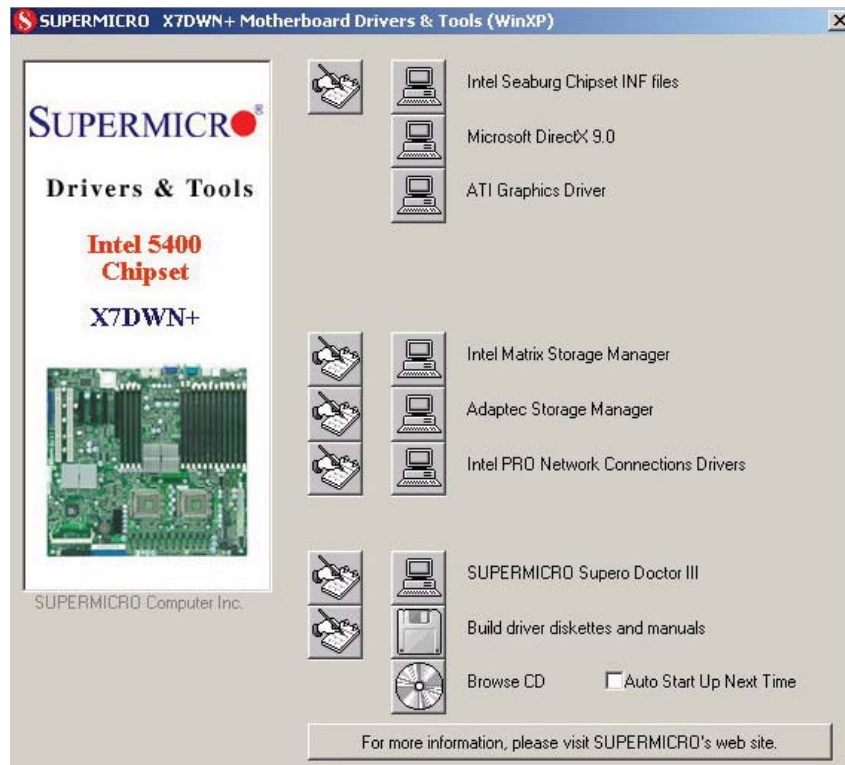 SUPERMICRO X7DWN+ Motherboard Drivers & Tools (WinXP)
SUPERMICRO®
Drivers & Tools
Intel 5400
Chipset
X7DWN+
SUPERMICRO Computer Inc.
Intel Seaburg Chipset INF files
Microsoft DirectX 9.0
ATI Graphics Driver
Intel Matrix Storage Manager
Adaptec Storage Manager
Intel PRO Network Connections Drivers
SUPERMICRO Supero Doctor III
Build driver diskettes and manuals
Browse CD Auto Start Up Next Time
For more information, please visit SUPERMICRO's web site.